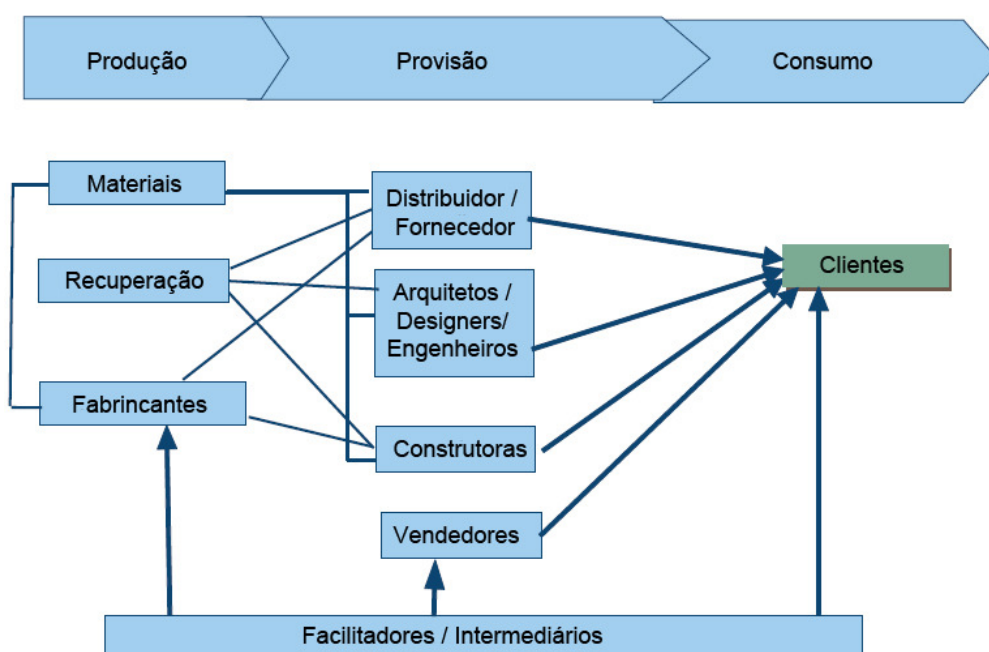 Produção
Provisão
Consumo
Materiais
Distribuidor /
Fornecedor
Recuperação
Clientes
Arquitetos /
Designers/
Engenheiros
Fabrincantes
Construtoras
Vendedores
Facilitadores / Intermediários